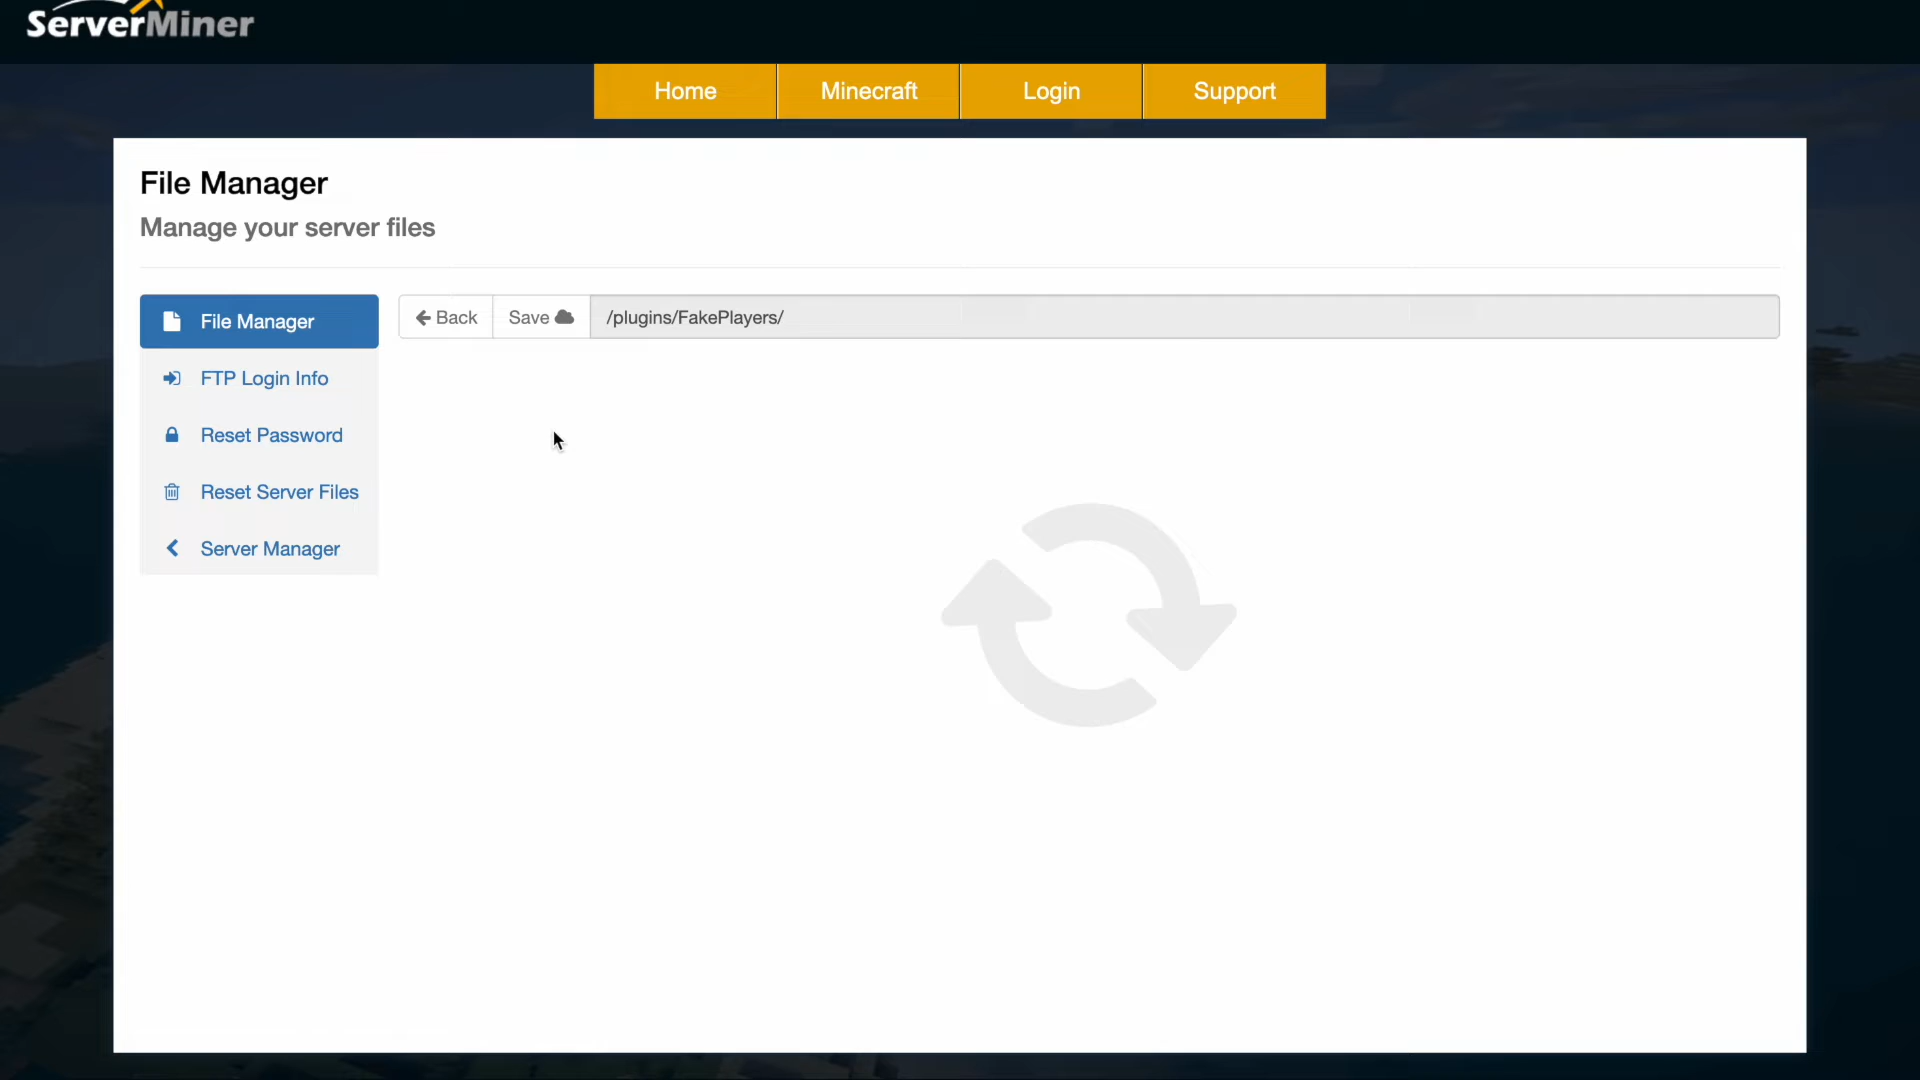 ServerMiner
Home
Minecraft
Login
Support
File Manager
Manage your server files
File Manager
FTP Login Info
Reset Password
Reset Server Files
Server Manager
Back
Save
/plugins/FakePlayers/